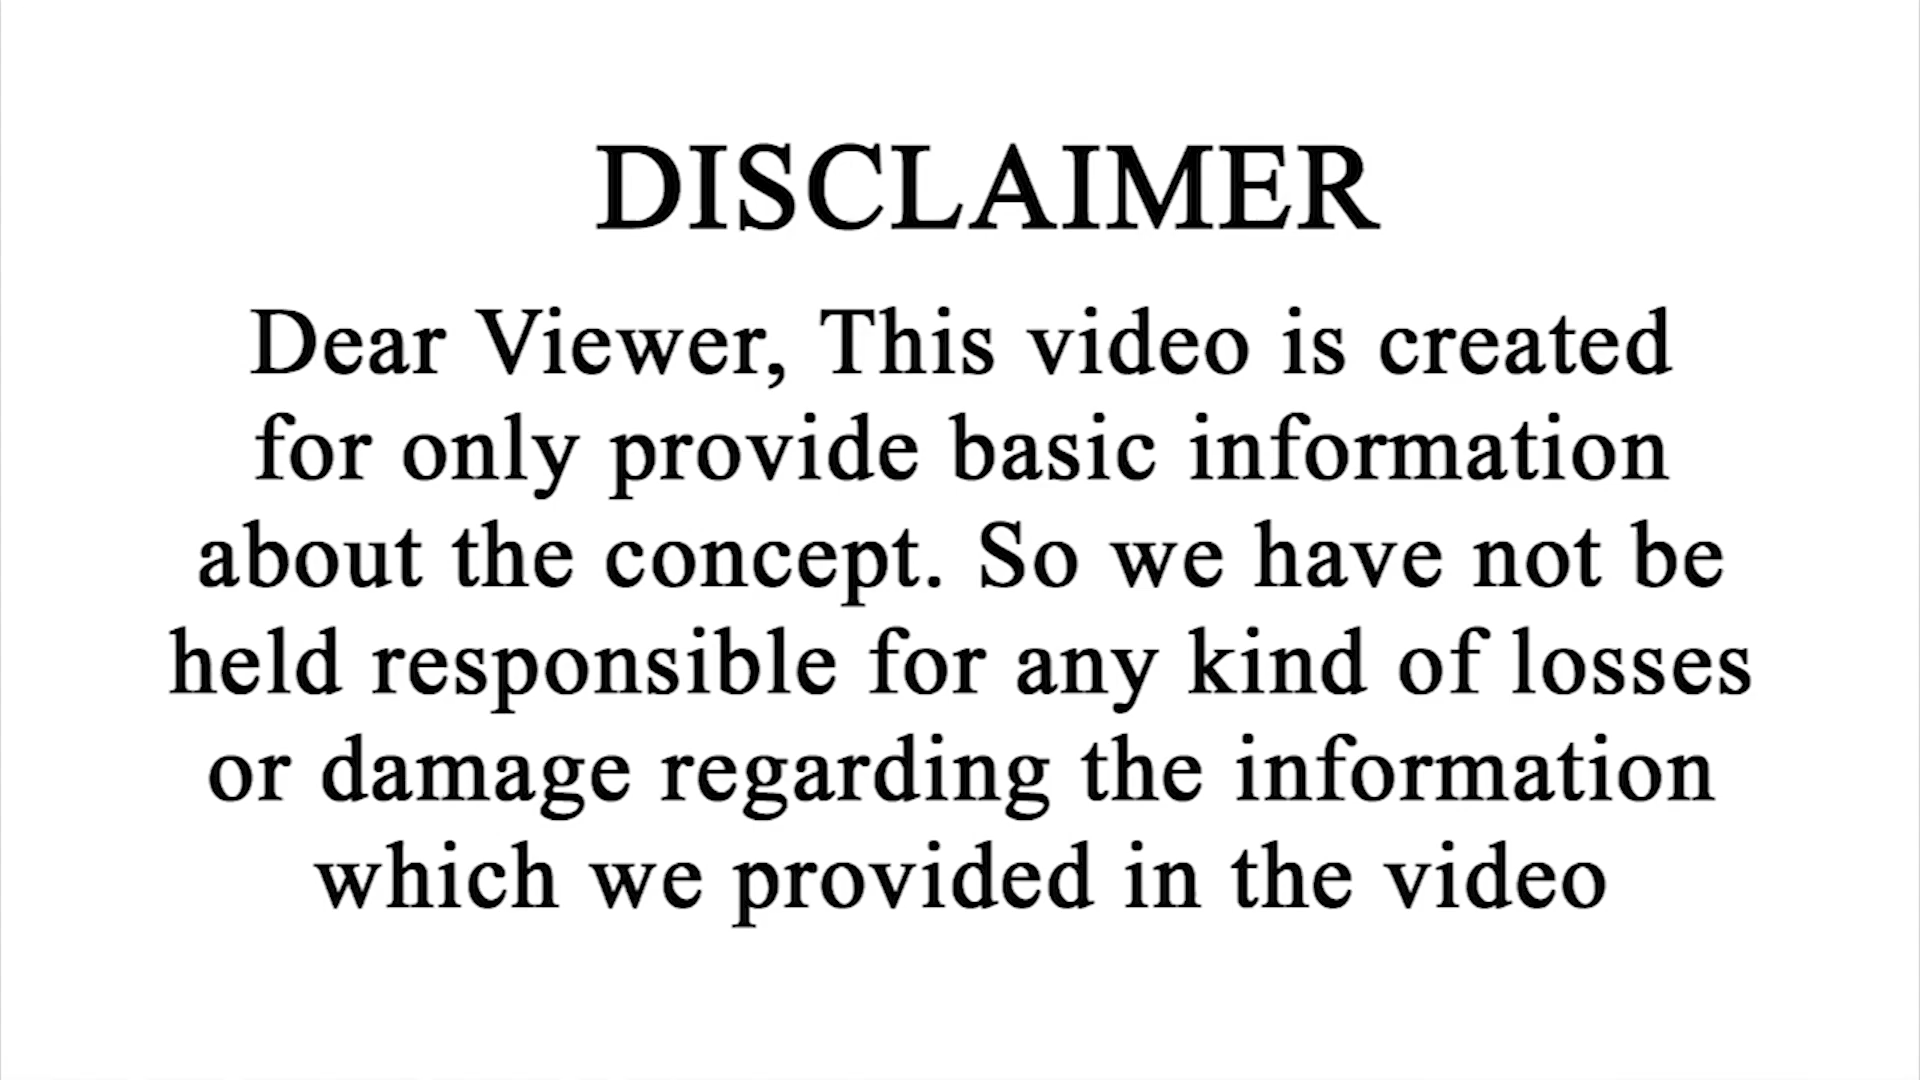 DISCLAIMER
Dear Viewer, This video is created
for only provide basic information
about the concept. So we have not be
held responsible for any kind of losses
or damage regarding the information
which we provided in the video